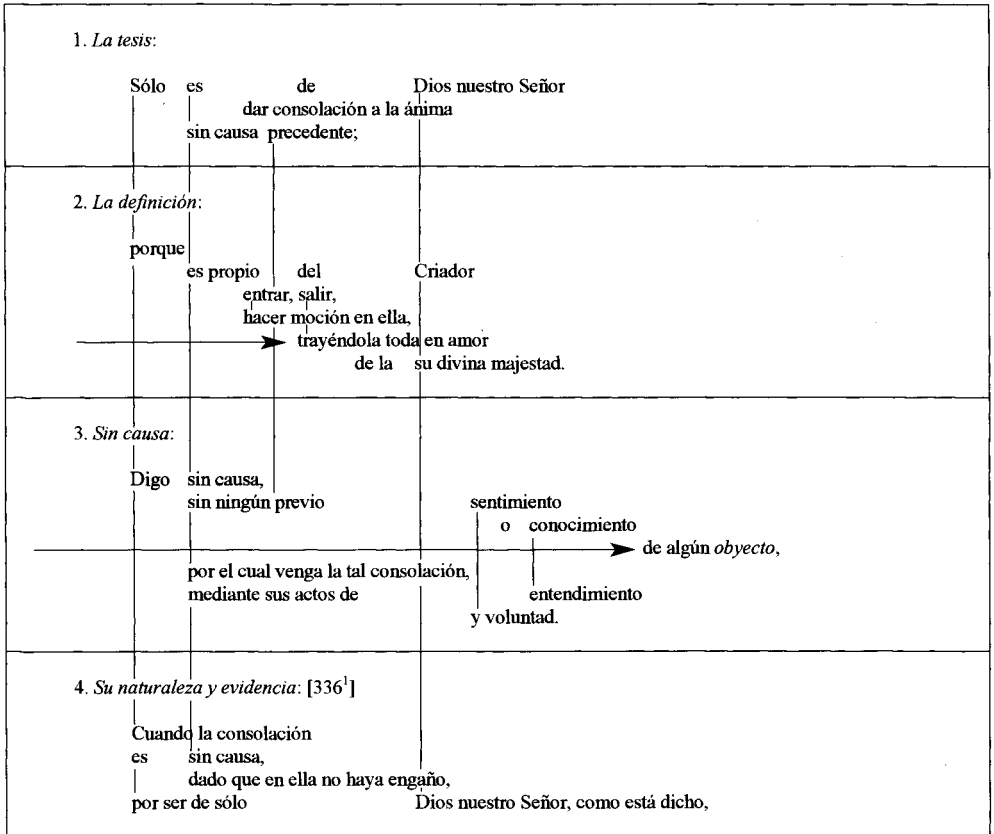 1. La tesis:
Sólo es de Dios nuestro Señor
dar consolación a la ánima
sin causa precedente;
2. La definición:
porque
es propio del Criador
entrar, salir,
hacer moción en ella,
trayéndola toda en amor
de la su divina majestad.
3. Sin causa:
Digo sin causa,
sin ningún previo sentimiento
o conocimiento
de algún obyecto,
por el cual venga la tal consolación,
mediante sus actos de entendimiento
y voluntad.
4. Su naturaleza y evidencia: [336¹]
Cuando la consolación
es sin causa,
dado que en ella no haya engaño,
por ser de sólo Dios nuestro Señor, como está dicho,